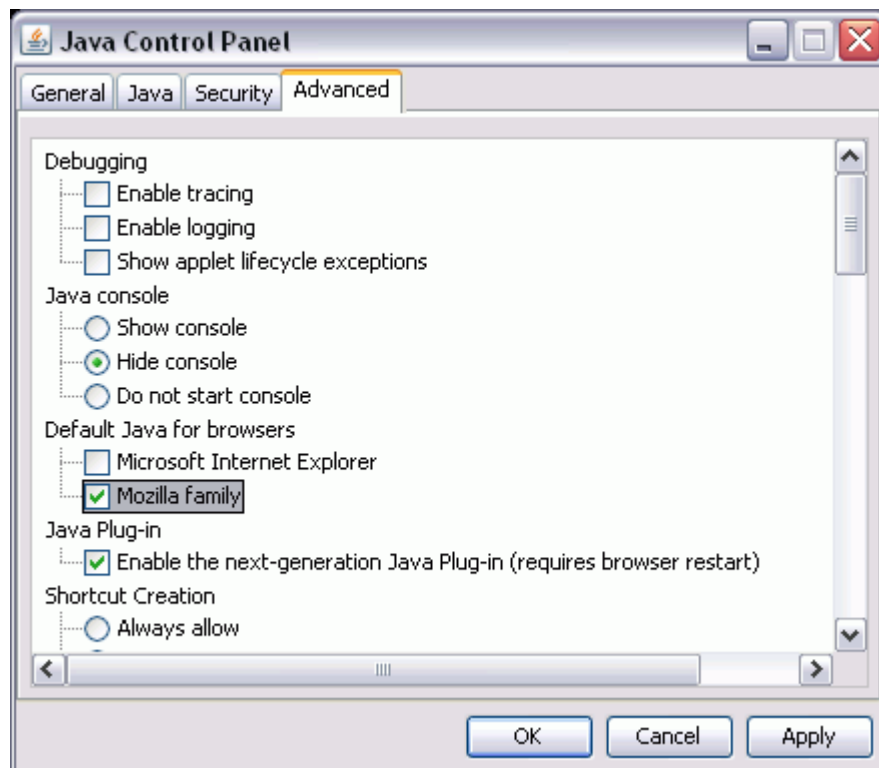 Java Control Panel
General Java Security Advanced
Debugging
Enable tracing
Enable logging
Show applet lifecycle exceptions
Java console
Show console
Hide console
Do not start console
Default Java for browsers
Microsoft Internet Explorer
Mozilla family
Java Plug-in
Enable the next-generation Java Plug-in (requires browser restart)
Shortcut Creation
Always allow
OK Cancel Apply